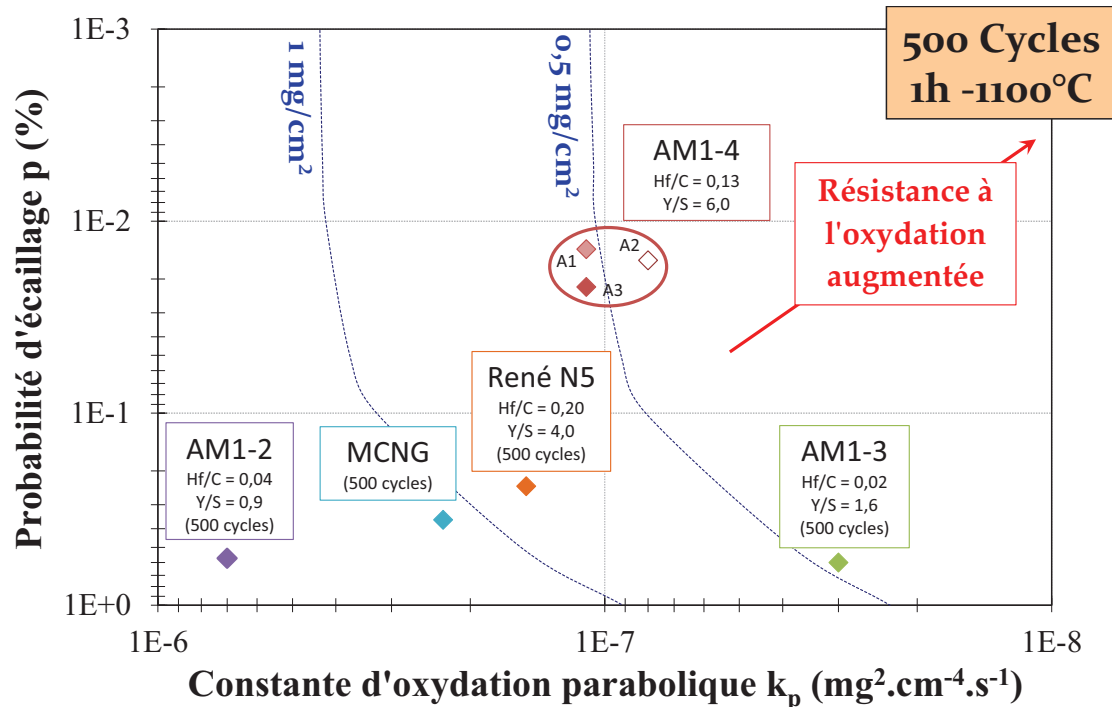 500 Cycles
1h -1100°C
1E-3
1E-2
1E-1
1E+0
Probabilité d'écaillage p (%)
1 mg/cm²
0,5 mg/cm²
AM1-4
Hf/C = 0,13
Y/S = 6,0
Résistance à
l'oxydation
augmentée
A1
A2
A3
René N5
Hf/C = 0,20
Y/S = 4,0
(500 cycles)
AM1-2
Hf/C = 0,04
Y/S = 0,9
(500 cycles)
MCNG
(500 cycles)
AM1-3
Hf/C = 0,02
Y/S = 1,6
(500 cycles)
1E-6
1E-7
1E-8
Constante d'oxydation parabolique kₚ (mg².cm⁻⁴.s⁻¹)